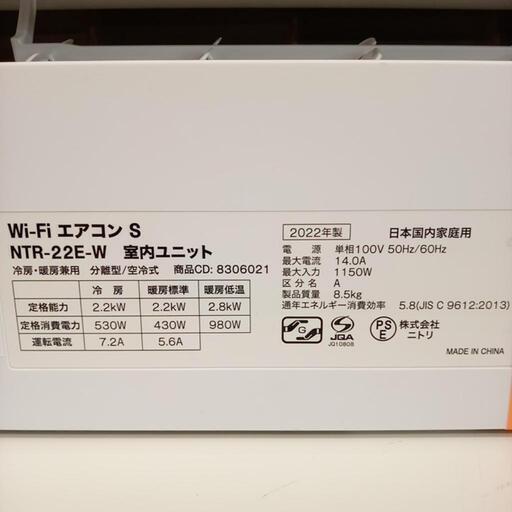 Wi-Fi エアコン S
NTR-22E-W 室内ユニット
冷房・暖房兼用 分離型/空冷式 商品CD: 8306021
冷 房 暖房標準 暖房低温
定格能力 2.2kW 2.2kW 2.8kW
定格消費電力 530W 430W 980W
運転電流 7.2A 5.6A
2022年製 日本国内家庭用
電 源 単相100V 50Hz/60Hz
最大電流 14.0A
最大入力 1150W
区 分 名 A
製品質量 8.5kg
通年エネルギー消費効率 5.8(JIS C 9612:2013)
G
JQA
JQ1080B
PS
E
株式会社
ニトリ
MADE IN CHINA